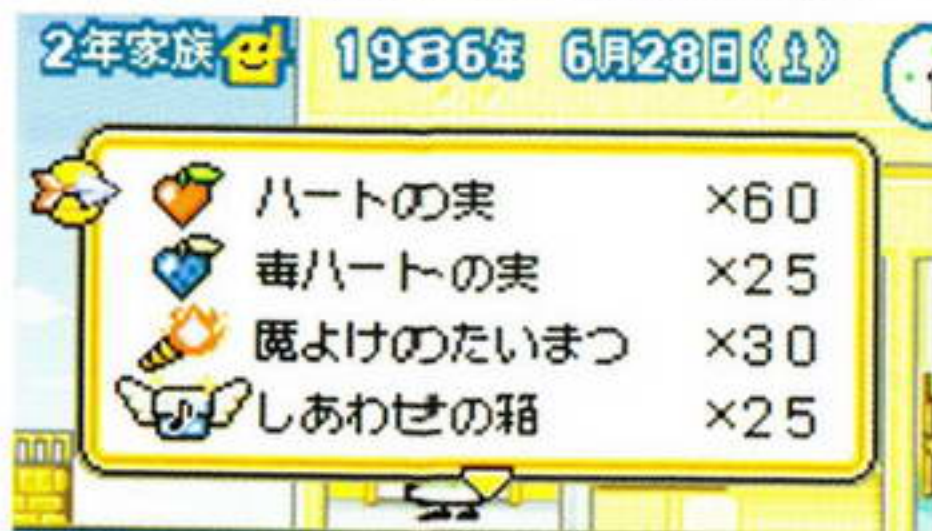 2年家族 1986年 6月28日(土)
ハートの実 ×60
毒ハートの実 ×25
魔よけのたいまつ ×30
しあわせの箱 ×25